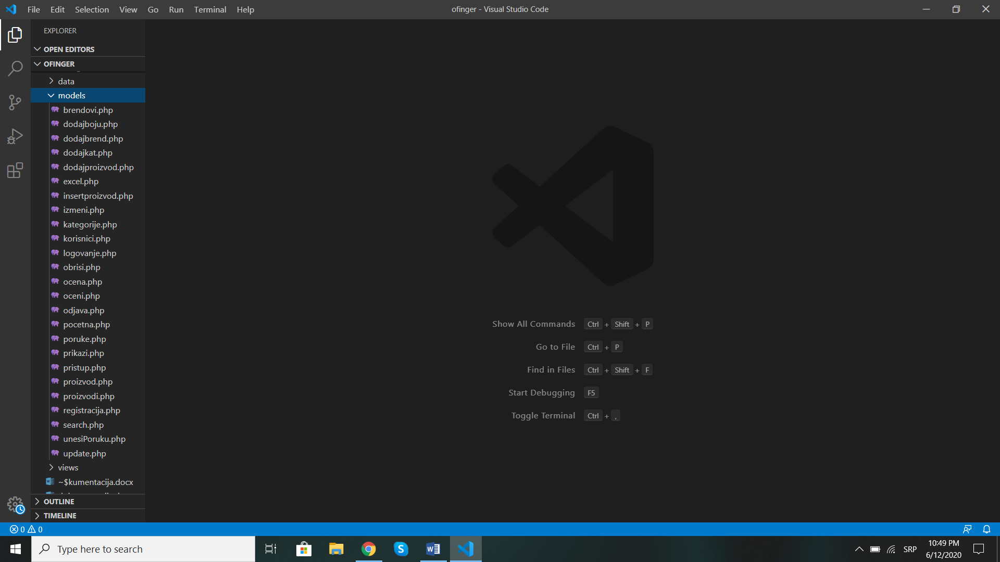 File Edit Selection View Go Run Terminal Help
ofinger - Visual Studio Code
EXPLORER
OPEN EDITORS
OFINGER
data
models
brendovi.php
dodajboju.php
dodajbrend.php
dodajkat.php
dodajproizvod.php
excel.php
insertproizvod.php
izmeni.php
kategorije.php
korisnici.php
logovanje.php
obrisi.php
ocena.php
oceni.php
odjava.php
pocetna.php
poruke.php
prikazi.php
pristup.php
proizvod.php
proizvodi.php
registracija.php
search.php
unesiPoruku.php
update.php
views
~$kumentacija.docx
OUTLINE
TIMELINE
Show All Commands Ctrl + Shift + P
Go to File Ctrl + P
Find in Files Ctrl + Shift + F
Start Debugging F5
Toggle Terminal Ctrl + ,
0 0
Type here to search
SRP
10:49 PM
6/12/2020